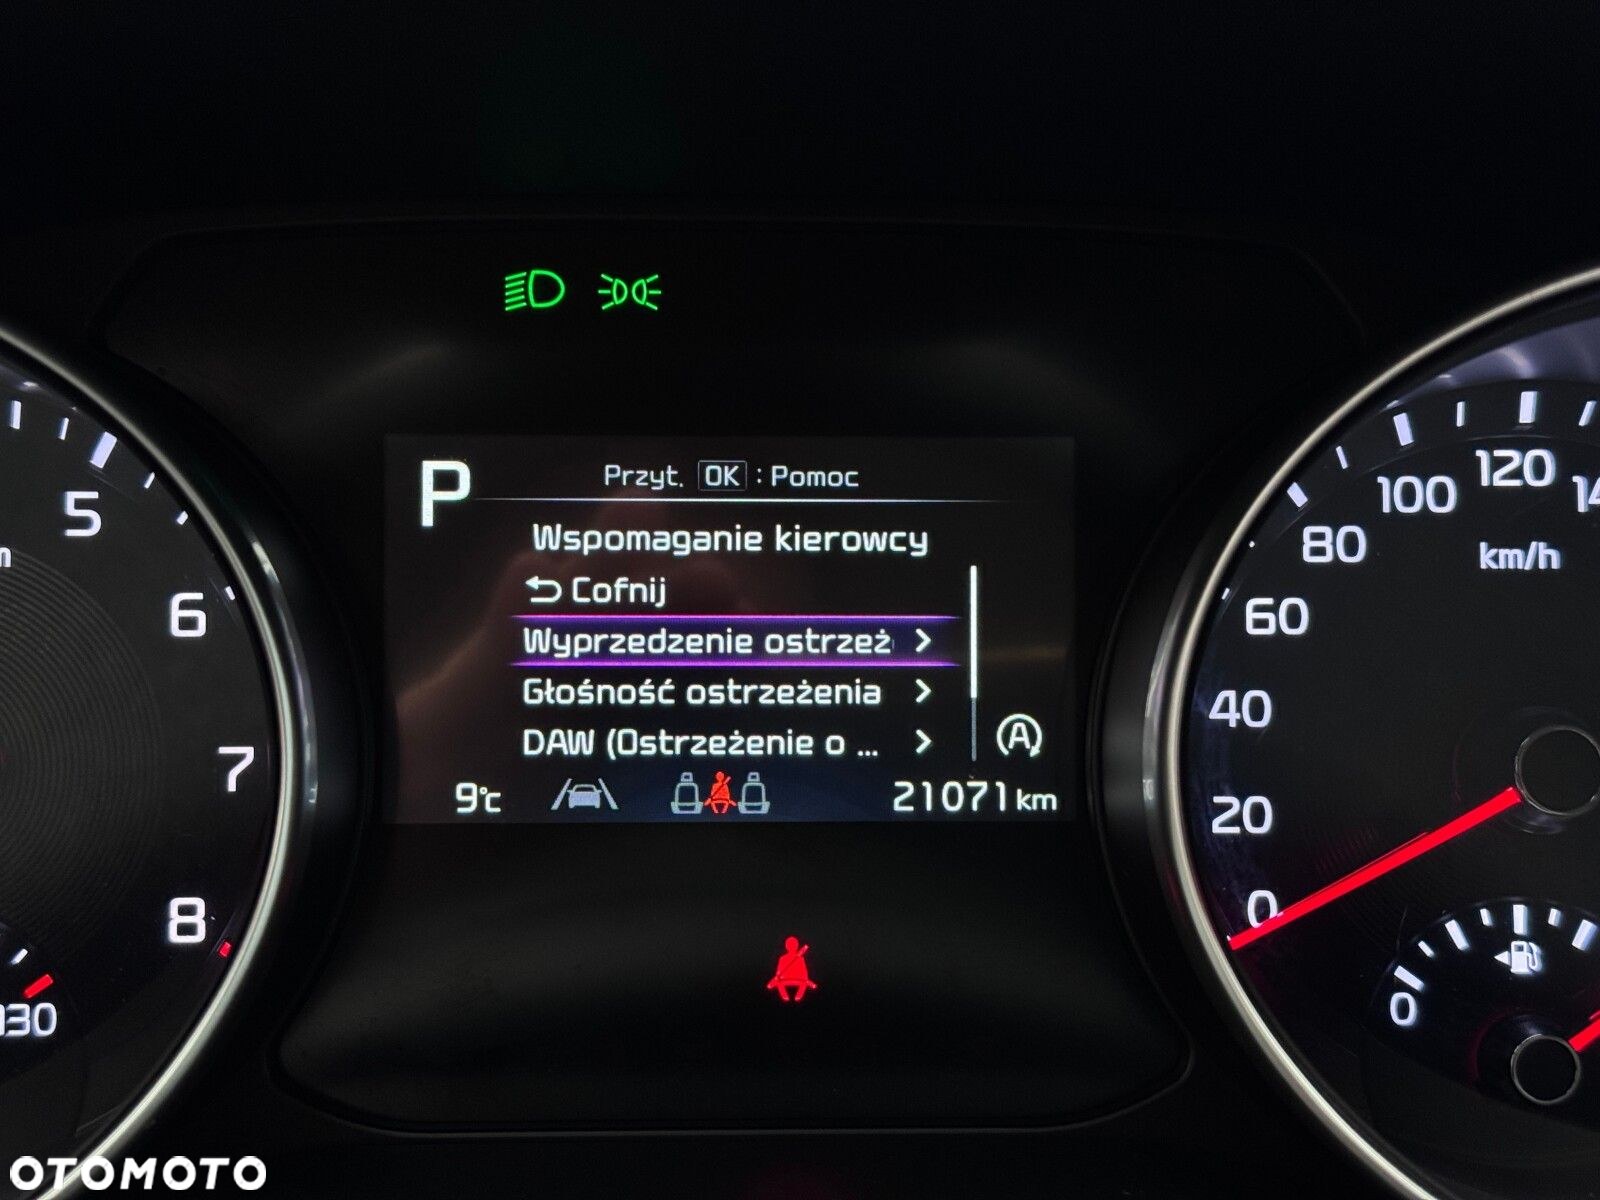 P
Przyt. OK : Pomoc
Wspomaganie kierowcy
Cofnij
Wyprzedzenie ostrzeż
Głośność ostrzeżenia
DAW (Ostrzeżenie o ...
A
9°C
21071 km
5
6
7
8
130
0
20
40
60
80
100
120
km/h
0
OTOMOTO